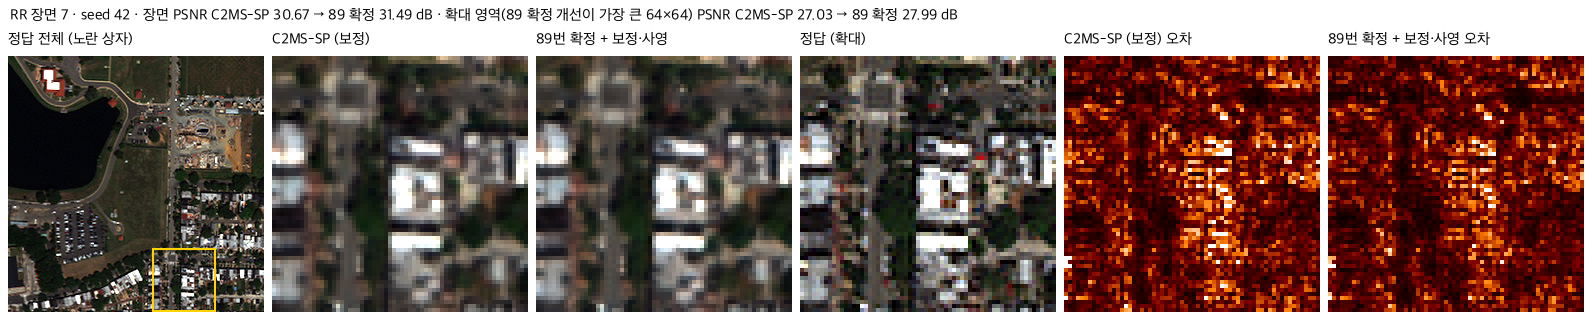 RR 장면 7 · seed 42 · 장면 PSNR C2MS-SP 30.67 → 89 확정 31.49 dB · 확대 영역(89 확정 개선이 가장 큰 64×64) PSNR C2MS-SP 27.03 → 89 확정 27.99 dB
정답 전체 (노란 상자)
C2MS-SP (보정)
89번 확정 + 보정·사영
정답 (확대)
C2MS-SP (보정) 오차
89번 확정 + 보정·사영 오차